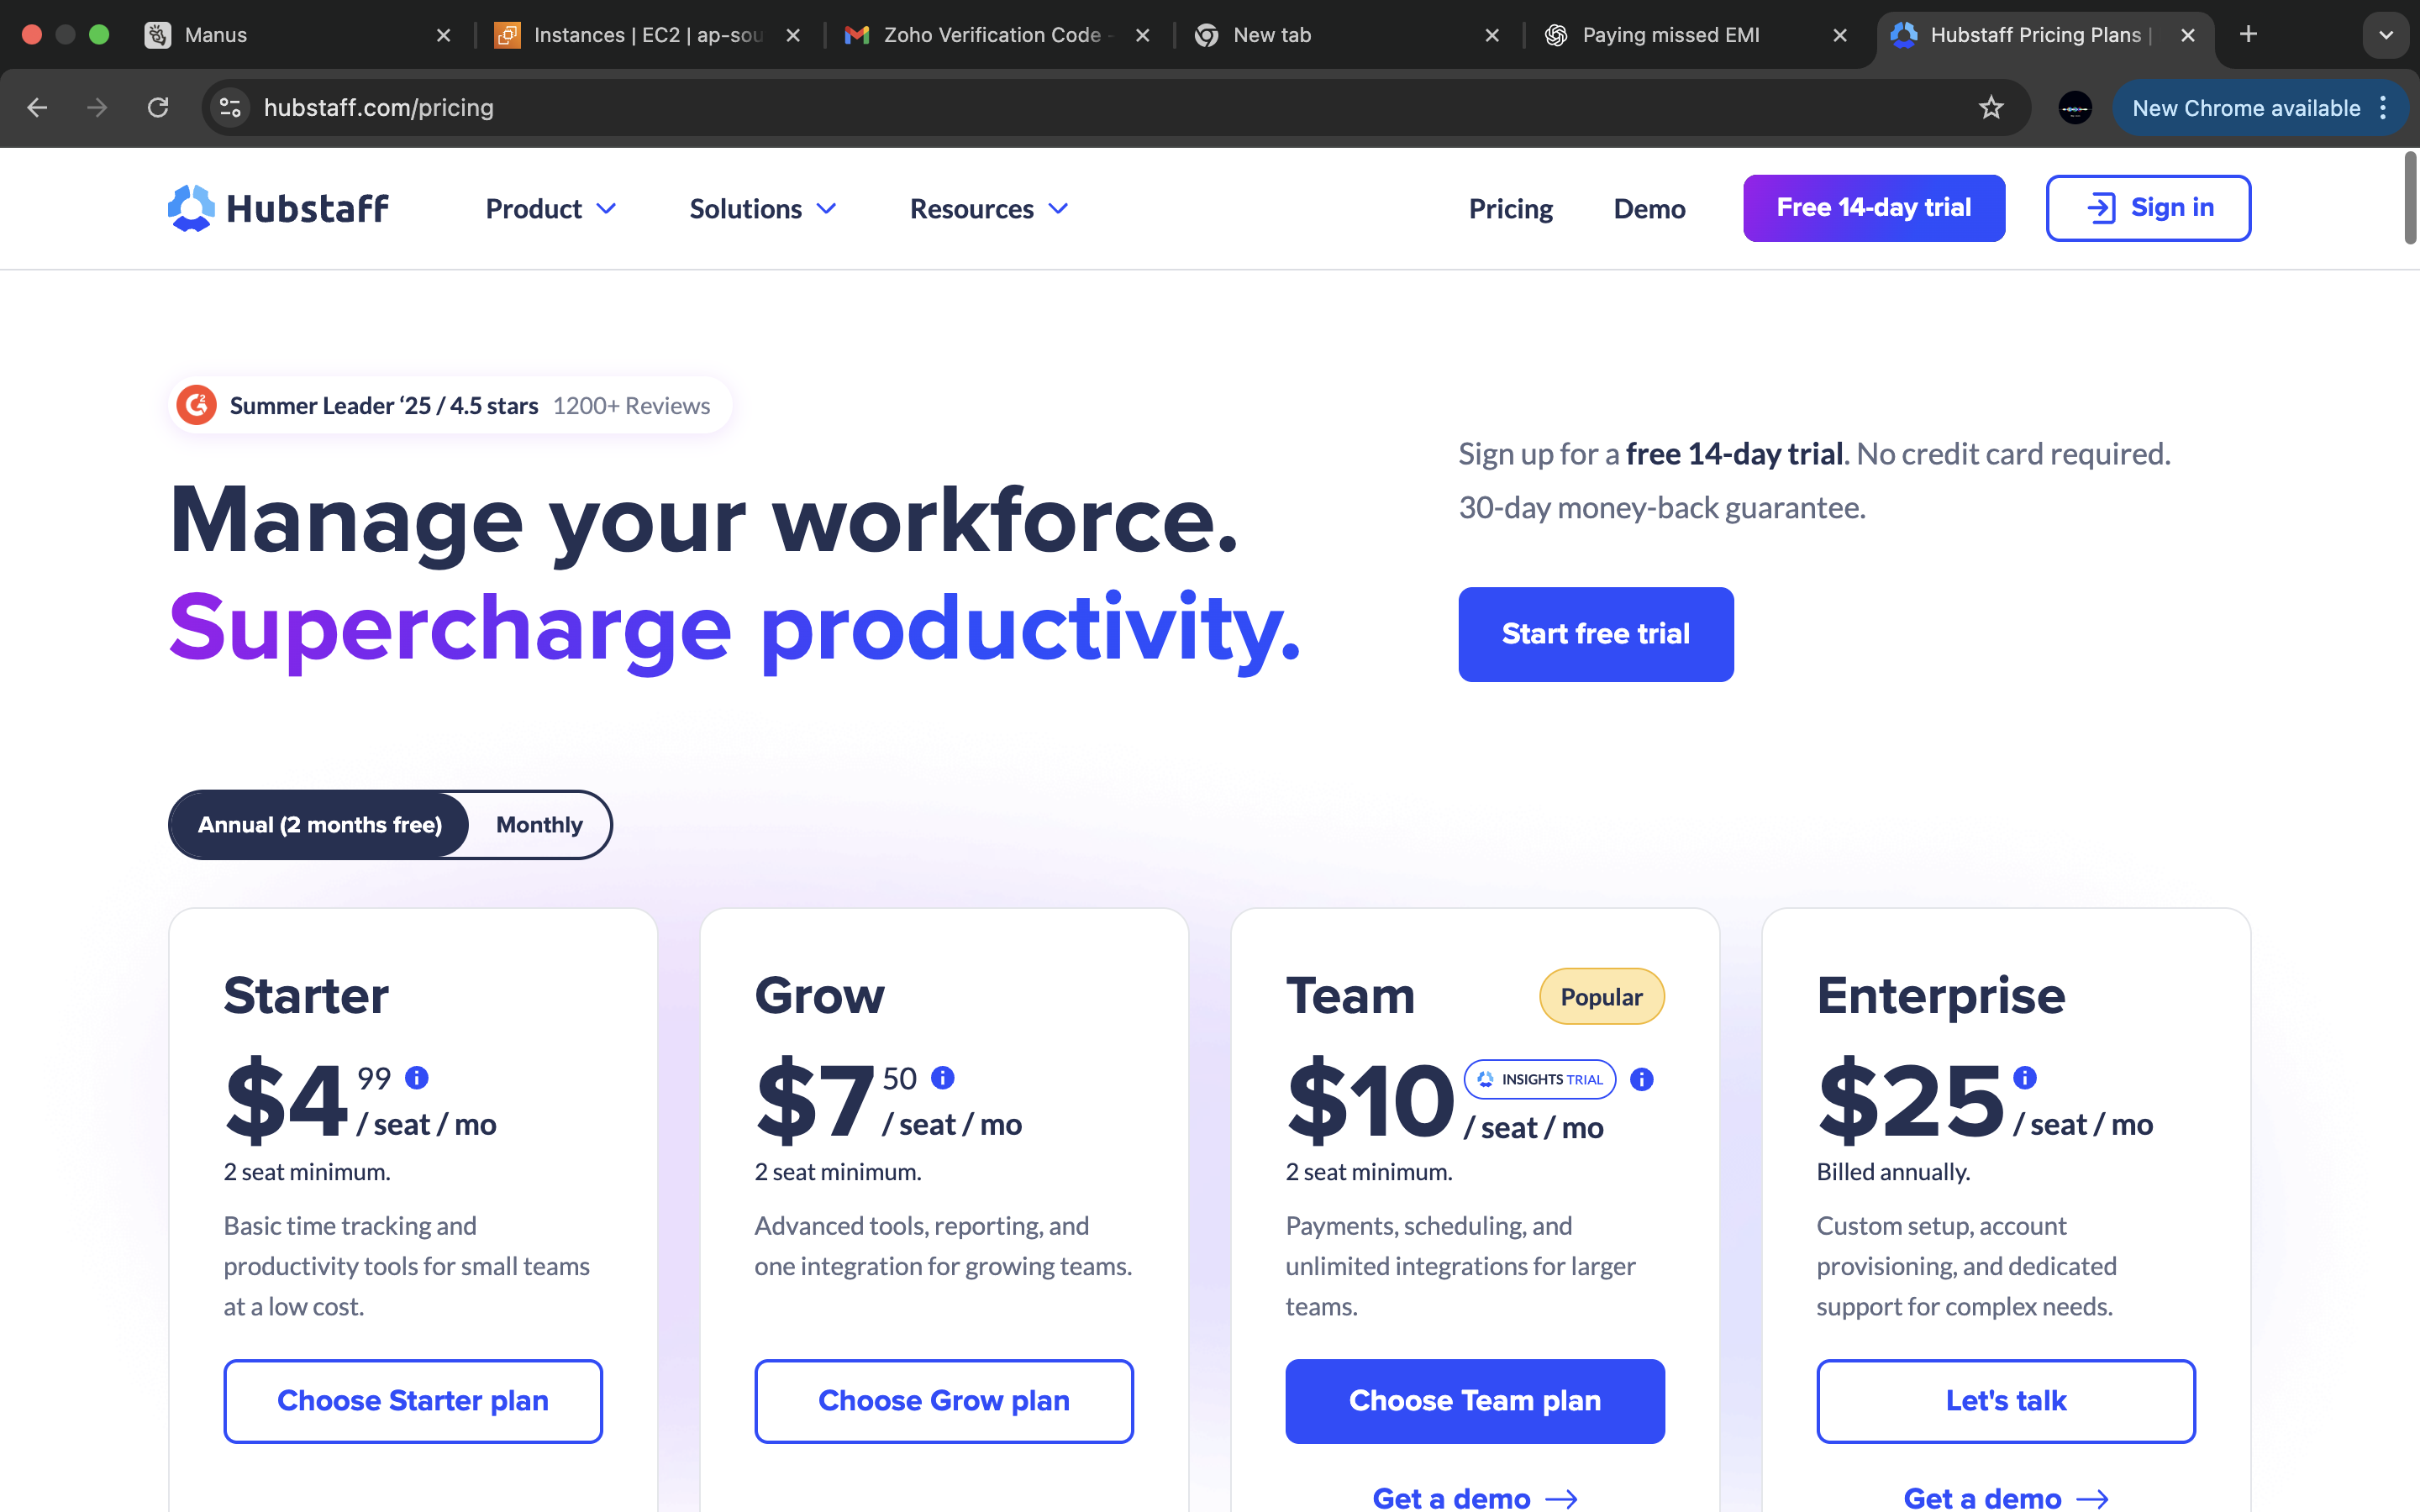 Manus
Instances | EC2 | ap-sou
Zoho Verification Code -
New tab
Paying missed EMI
Hubstaff Pricing Plans |
hubstaff.com/pricing
New Chrome available
Hubstaff
Product
Solutions
Resources
Pricing
Demo
Free 14-day trial
Sign in
Summer Leader ‘25 / 4.5 stars 1200+ Reviews
Manage your workforce.
Supercharge productivity.
Sign up for a free 14-day trial. No credit card required.
30-day money-back guarantee.
Start free trial
Annual (2 months free)
Monthly
Starter
$4 99
/ seat / mo
2 seat minimum.
Basic time tracking and
productivity tools for small teams
at a low cost.
Choose Starter plan
Grow
$7 50
/ seat / mo
2 seat minimum.
Advanced tools, reporting, and
one integration for growing teams.
Choose Grow plan
Team
Popular
$10
INSIGHTS TRIAL
/ seat / mo
2 seat minimum.
Payments, scheduling, and
unlimited integrations for larger
teams.
Choose Team plan
Get a demo →
Enterprise
$25
/ seat / mo
Billed annually.
Custom setup, account
provisioning, and dedicated
support for complex needs.
Let's talk
Get a demo →